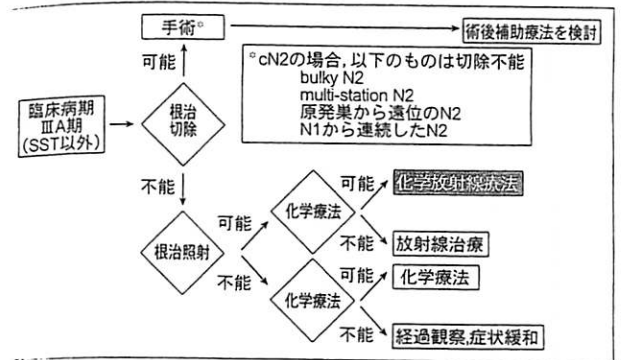 手術※
術後補助療法を検討
可能
※cN2の場合,以下のものは切除不能
bulky N2
multi-station N2
原発巣から遠位のN2
N1から連続したN2
臨床病期
ⅢA期
(SST以外)
根治
切除
不能
根治照射
可能
化学療法
可能
化学放射線療法
不能
放射線治療
不能
化学療法
可能
化学療法
不能
経過観察,症状緩和